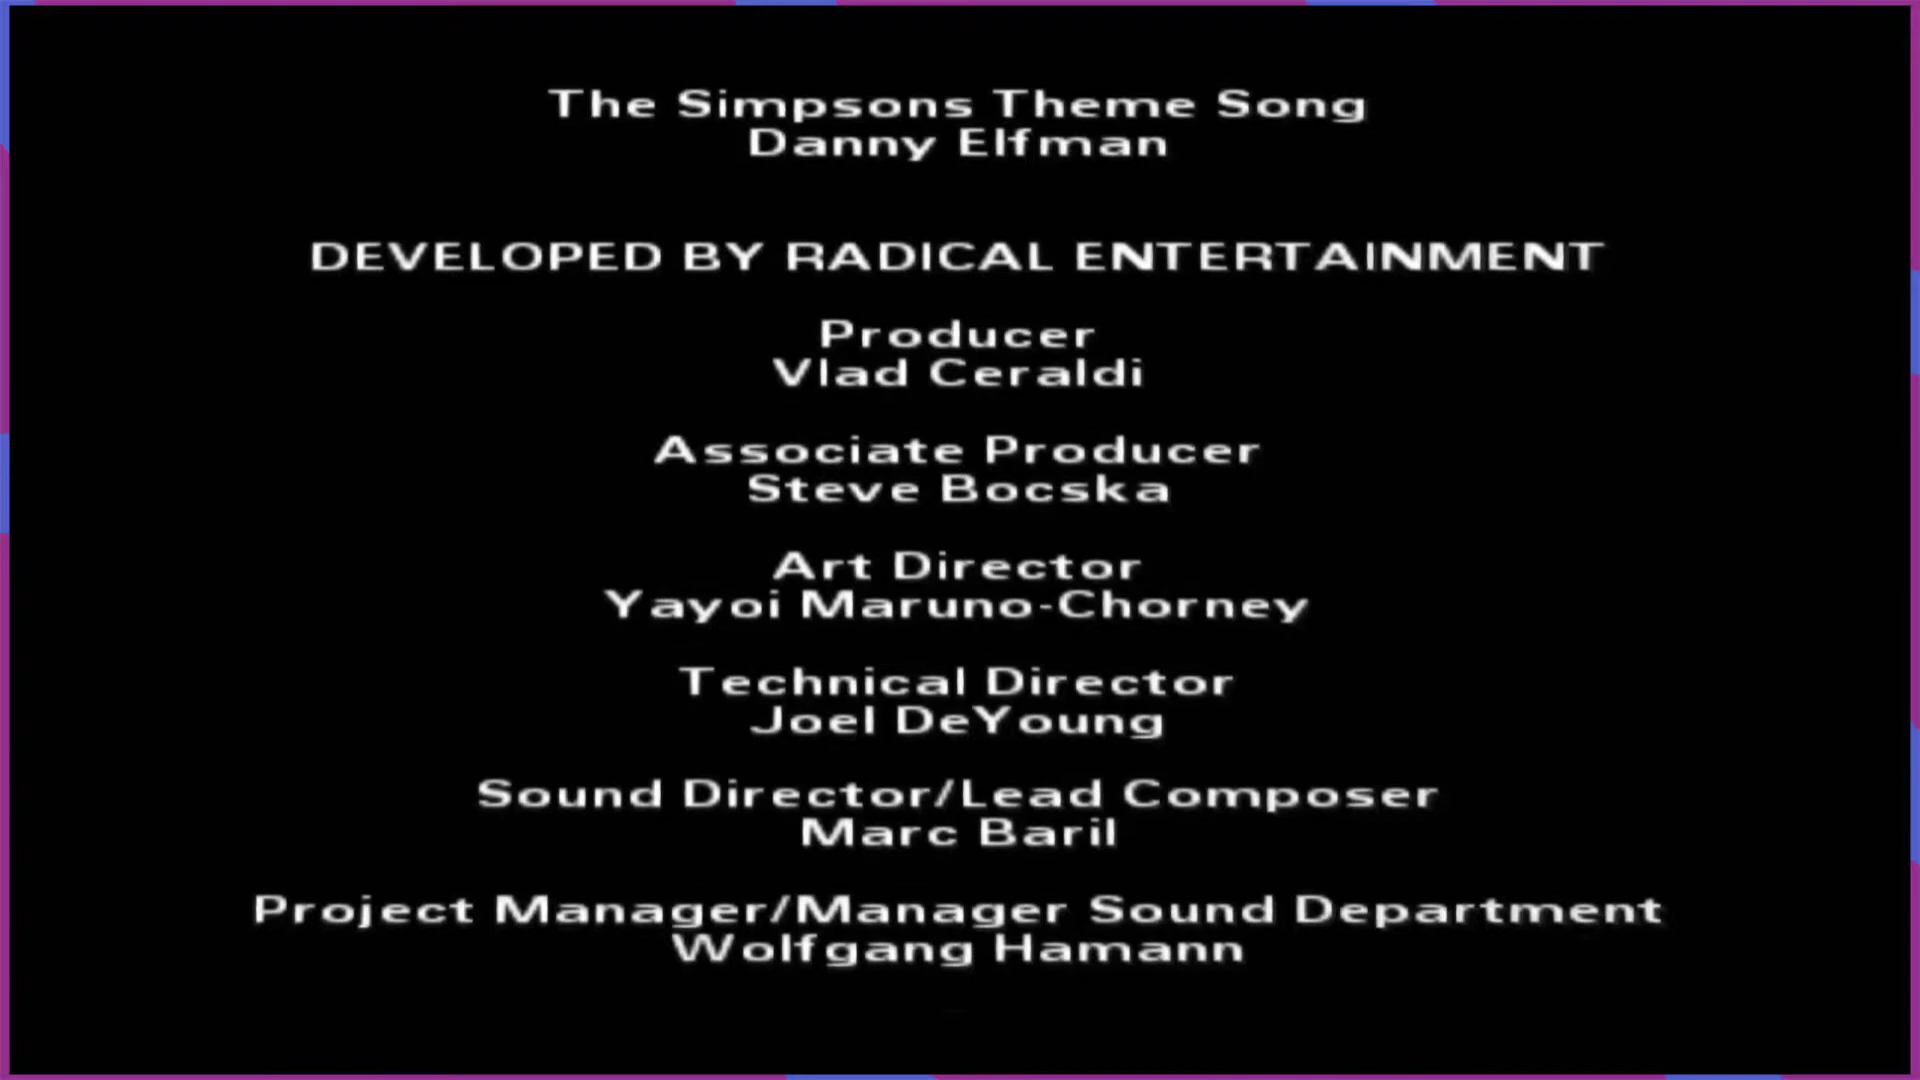 The Simpsons Theme Song
Danny Elfman
DEVELOPED BY RADICAL ENTERTAINMENT
Producer
Vlad Ceraldi
Associate Producer
Steve Bocska
Art Director
Yayoi Maruno-Chorney
Technical Director
Joel DeYoung
Sound Director/Lead Composer
Marc Baril
Project Manager/Manager Sound Department
Wolfgang Hamann